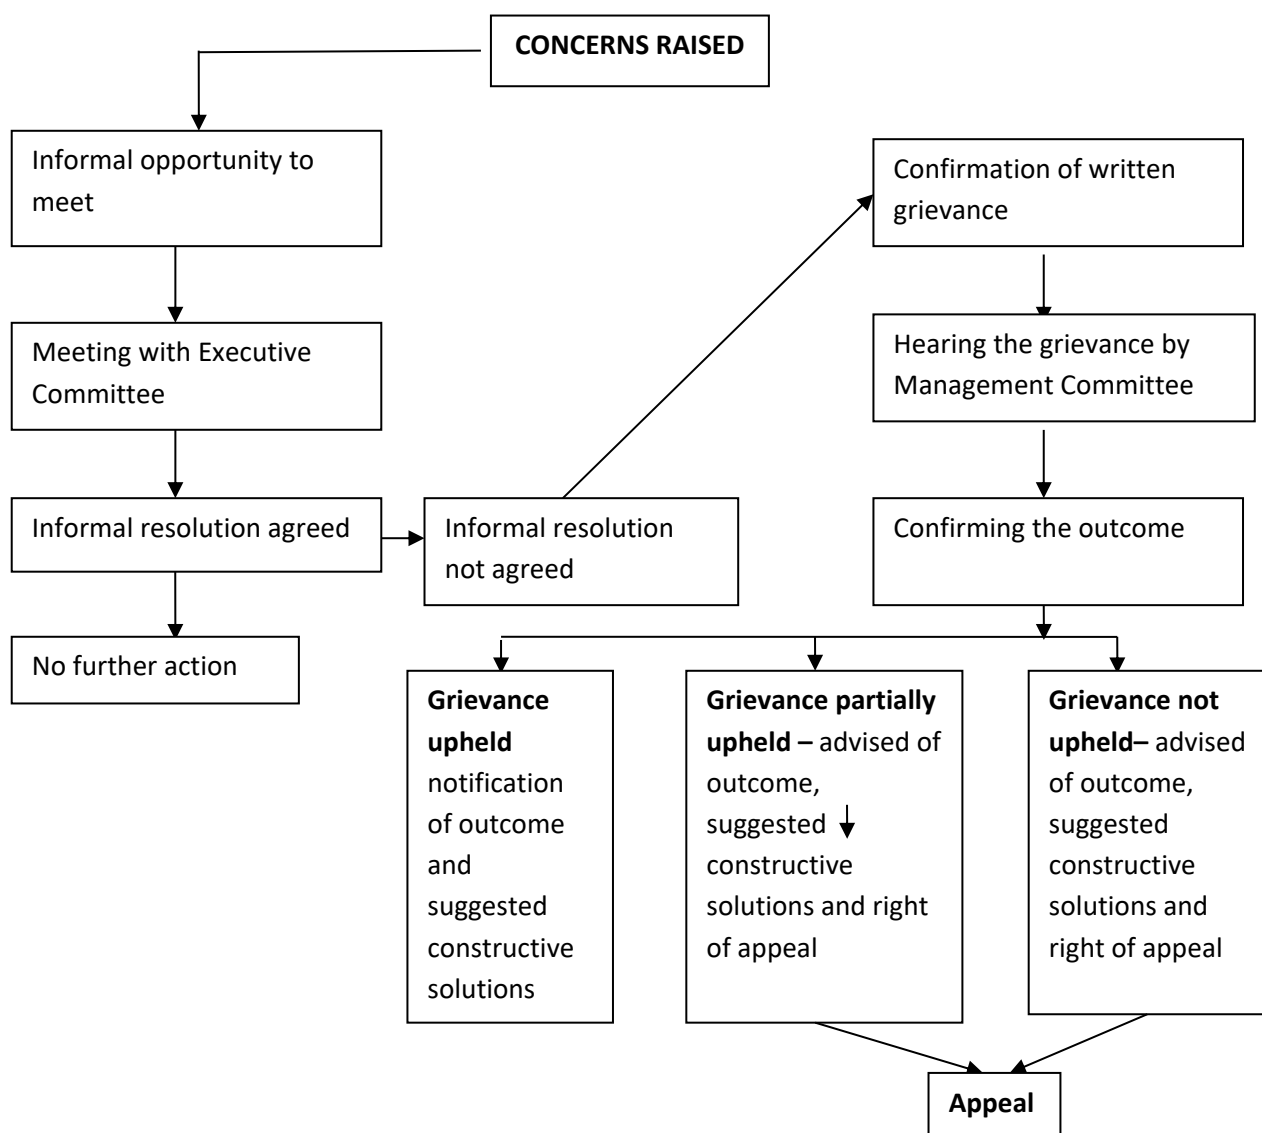 CONCERNS RAISED
Informal opportunity to
meet
Meeting with Executive
Committee
Informal resolution agreed
No further action
Informal resolution
not agreed
Confirmation of written
grievance
Hearing the grievance by
Management Committee
Confirming the outcome
Grievance
upheld
notification
of outcome
and
suggested
constructive
solutions
Grievance partially
upheld – advised of
outcome,
suggested
constructive
solutions and right
of appeal
Grievance not
upheld– advised
of outcome,
suggested
constructive
solutions and
right of appeal
Appeal